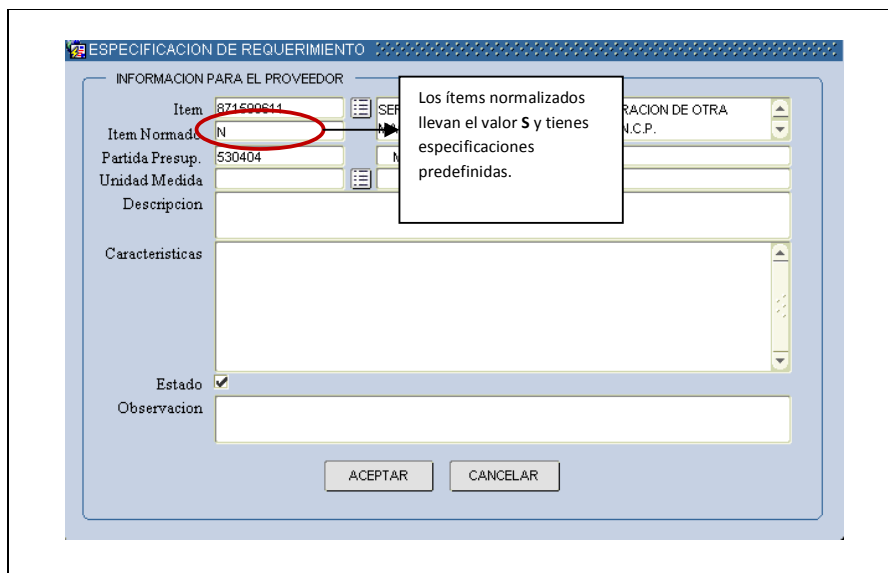 ESPECIFICACION DE REQUERIMIENTO
INFORMACION PARA EL PROVEEDOR
Item 871590611 SER RACION DE OTRA
Item Normado N N.C.P.
Partida Presup. 530404 M
Unidad Medida
Descripcion
Caracteristicas
Estado
Observacion
ACEPTAR CANCELAR
Los ítems normalizados
llevan el valor S y tienes
especificaciones
predefinidas.